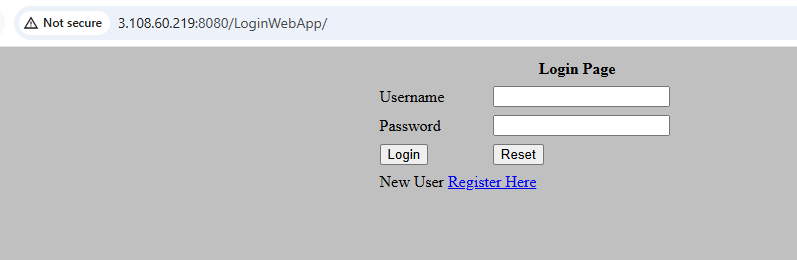 Not secure 3.108.60.219:8080/LoginWebApp/
Login Page
Username
Password
Login Reset
New User Register Here